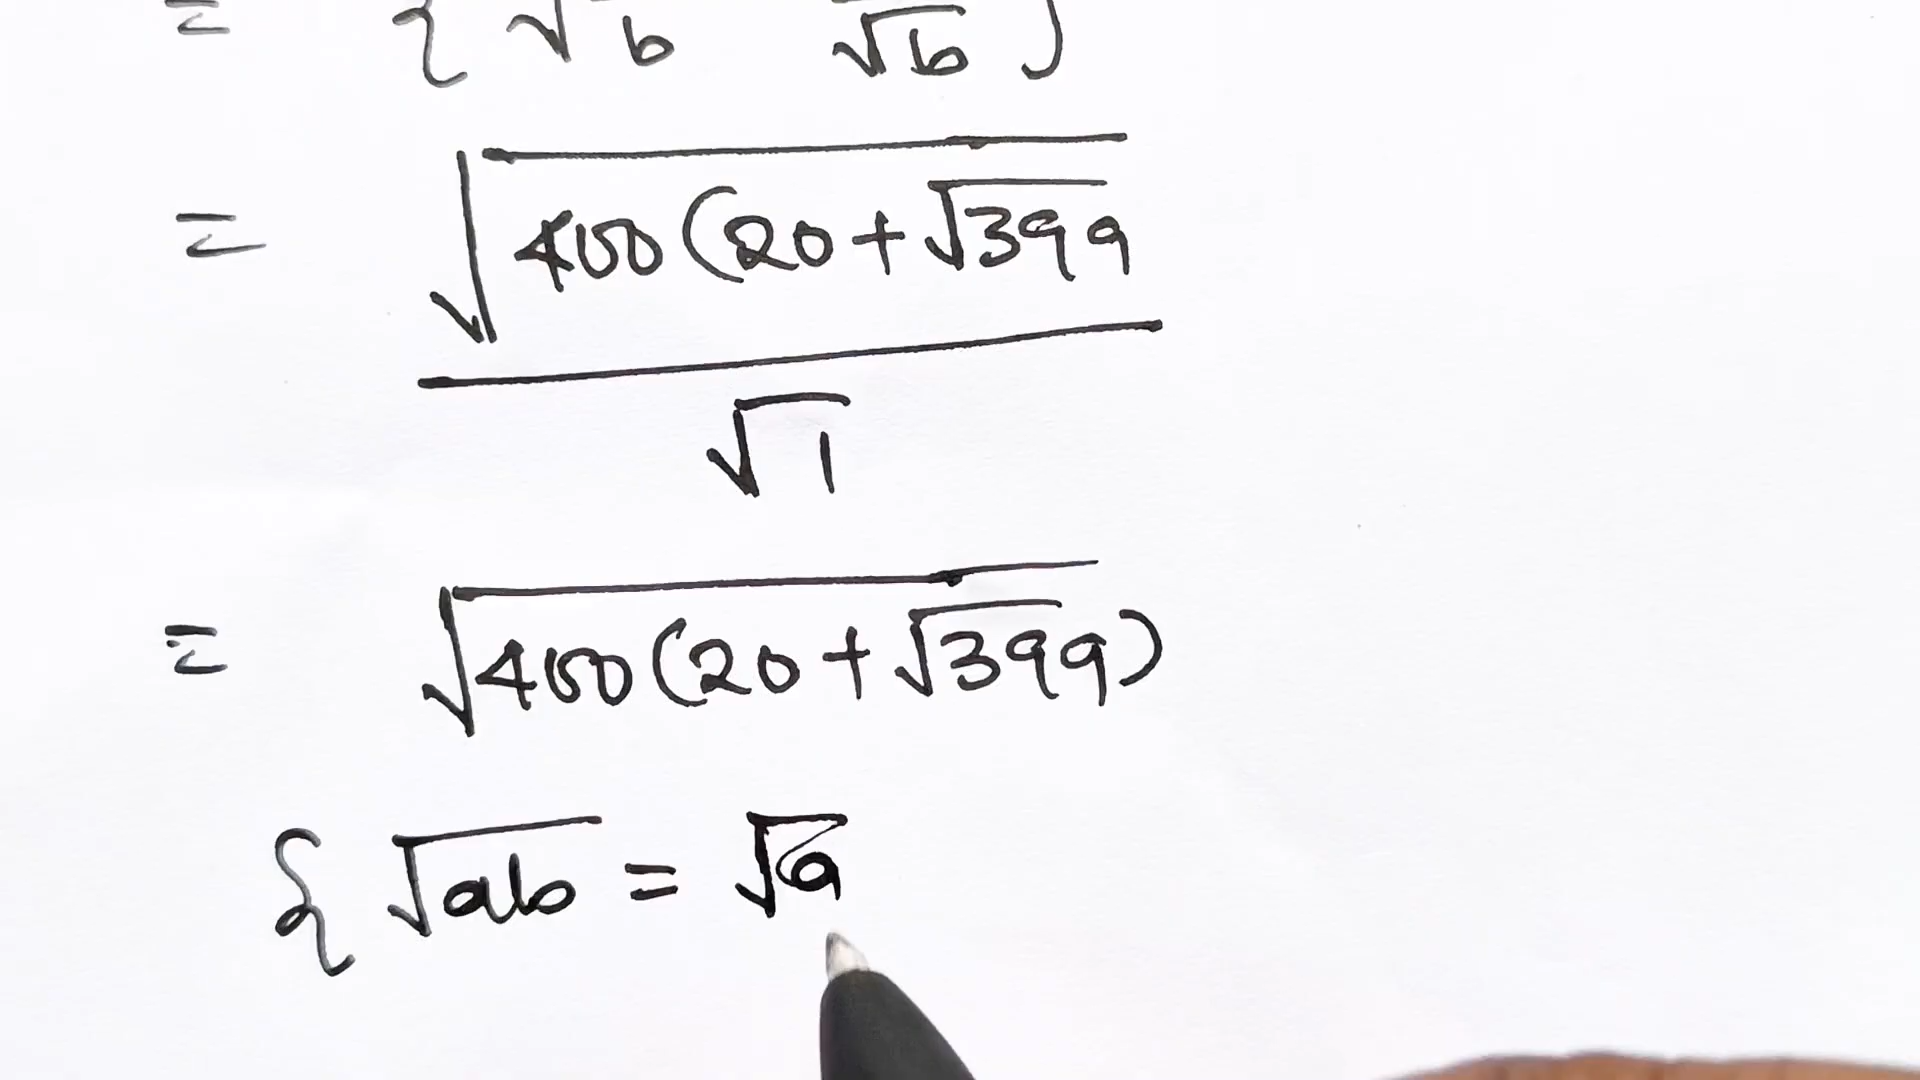 = { √b √b }
= √400(20+√399
√1
= √400(20+√399)
{ √ab = √a